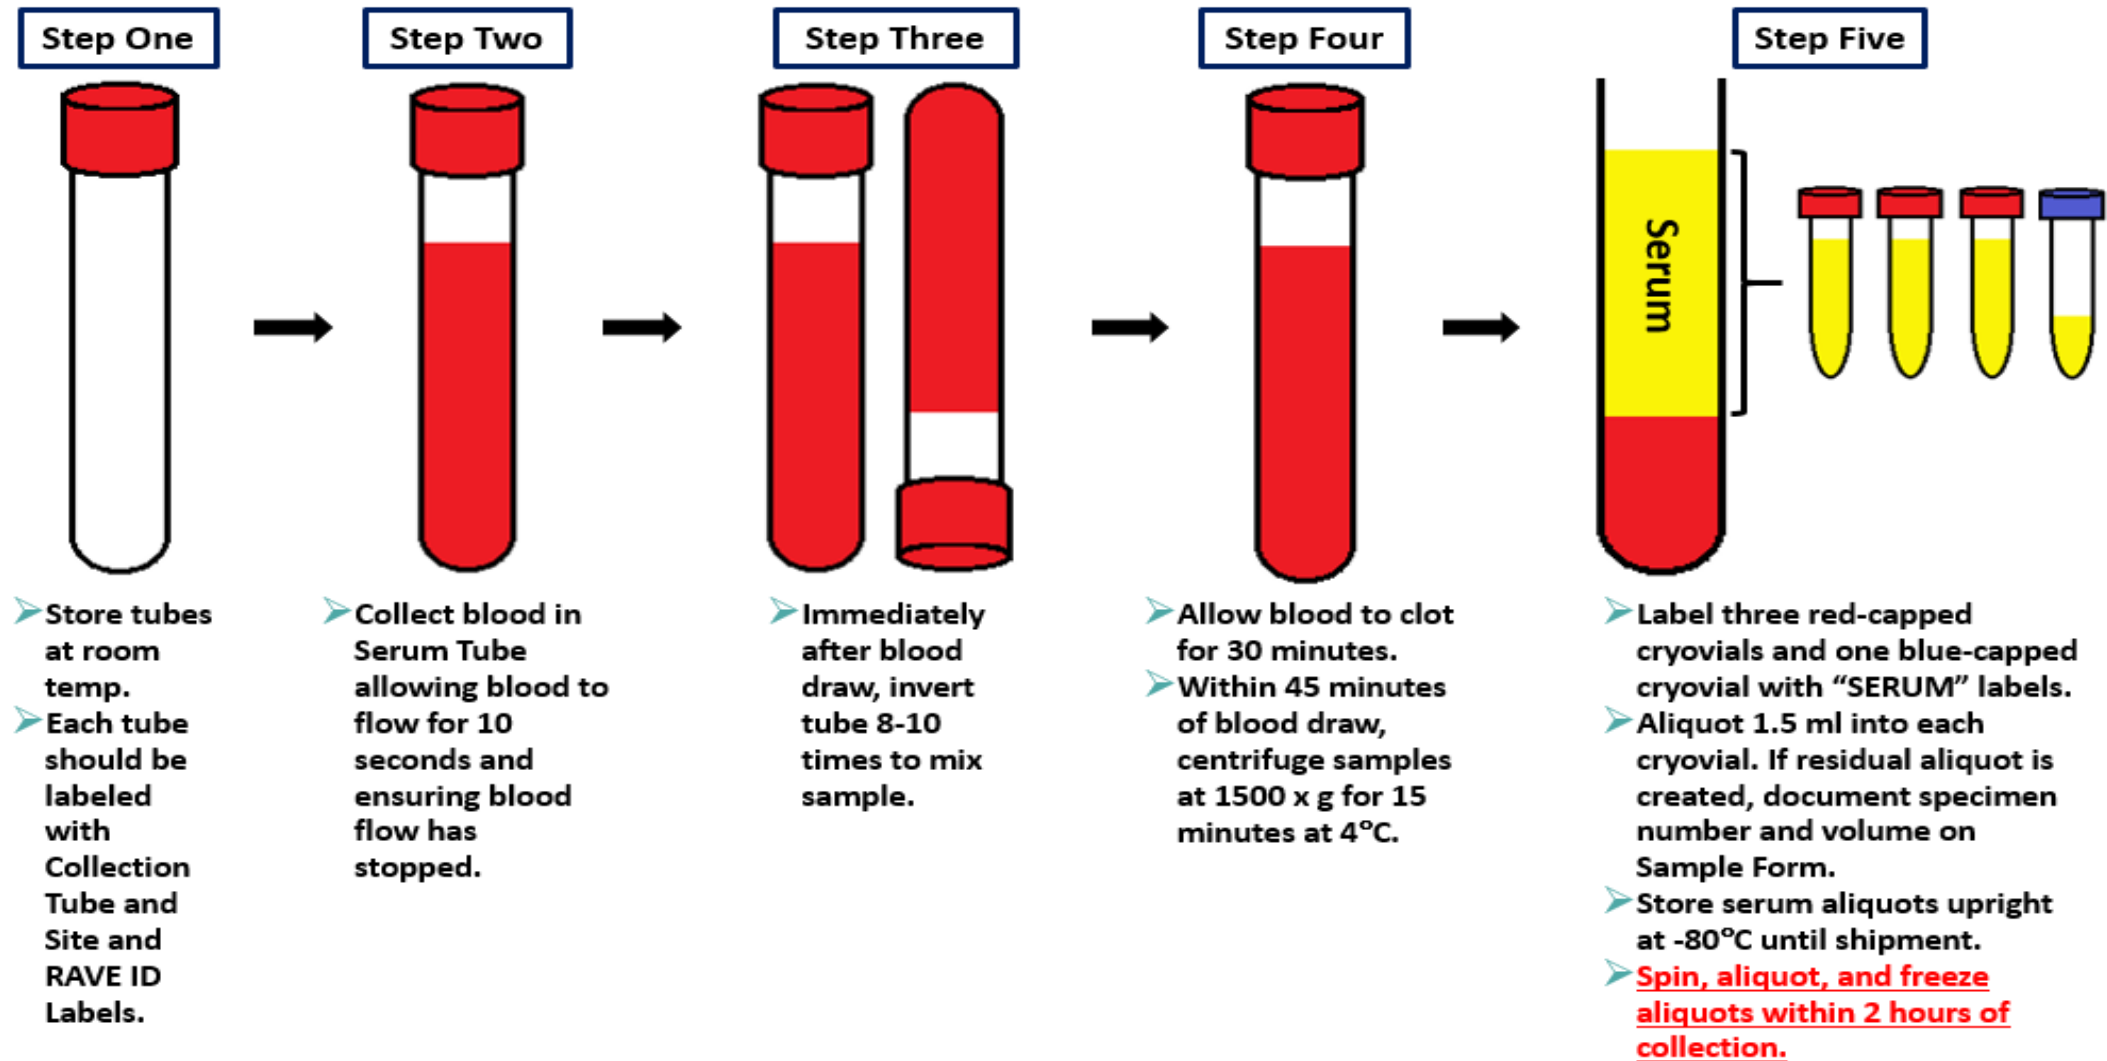 Step One
Store tubes
at room
temp.
Each tube
should be
labeled
with
Collection
Tube and
Site and
RAVE ID
Labels.
Step Two
Collect blood in
Serum Tube
allowing blood to
flow for 10
seconds and
ensuring blood
flow has
stopped.
Step Three
Immediately
after blood
draw, invert
tube 8-10
times to mix
sample.
Step Four
Allow blood to clot
for 30 minutes.
Within 45 minutes
of blood draw,
centrifuge samples
at 1500 x g for 15
minutes at 4°C.
Step Five
Serum
Label three red-capped
cryovials and one blue-capped
cryovial with “SERUM” labels.
Aliquot 1.5 ml into each
cryovial. If residual aliquot is
created, document specimen
number and volume on
Sample Form.
Store serum aliquots upright
at -80°C until shipment.
Spin, aliquot, and freeze
aliquots within 2 hours of
collection.